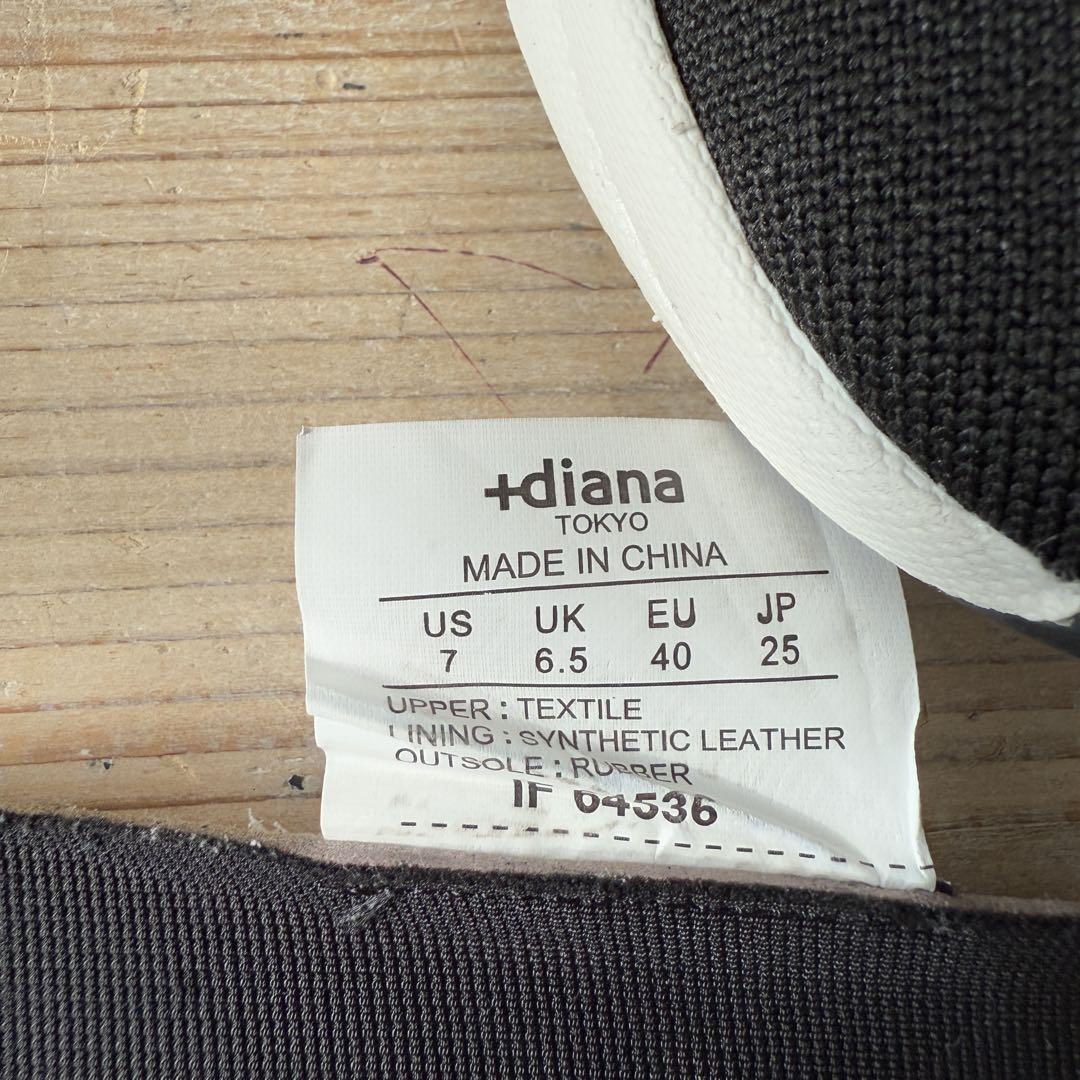 +diana
TOKYO
MADE IN CHINA
US UK EU JP
7 6.5 40 25
UPPER : TEXTILE
LINING : SYNTHETIC LEATHER
OUTSOLE : RUBBER
IF 64536